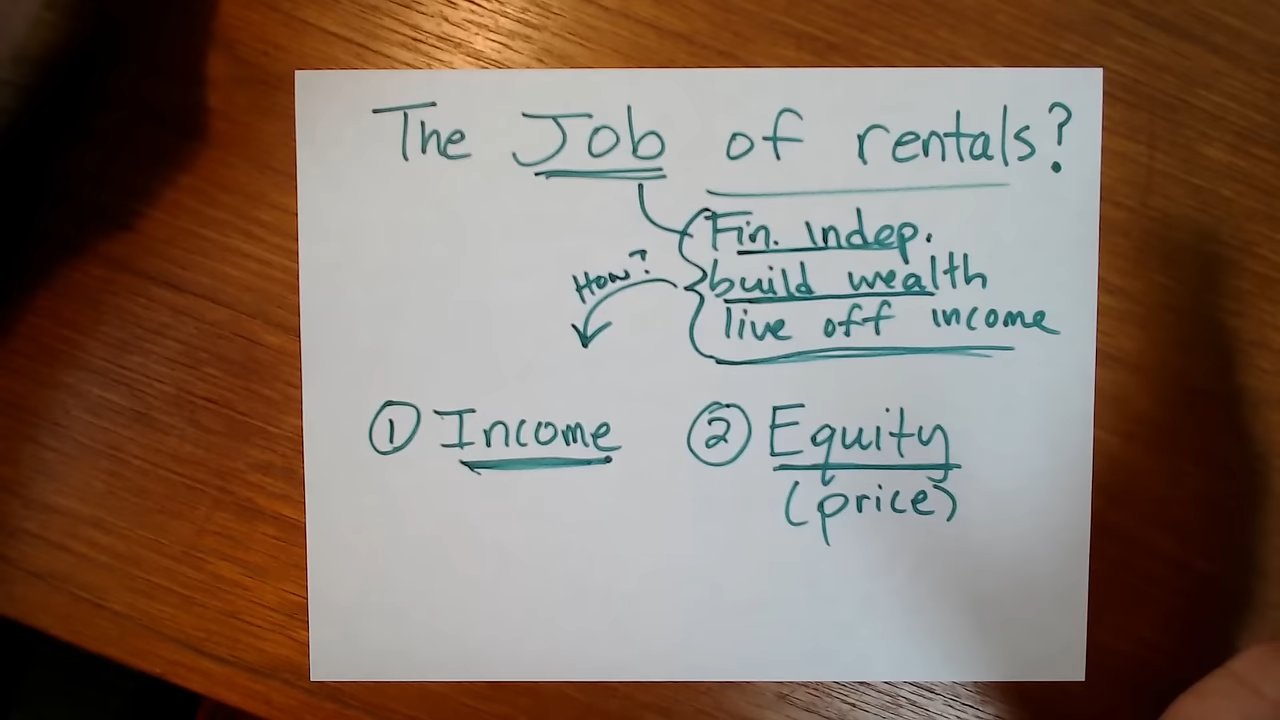 The Job of rentals?
Fin. Indep.
How?
build wealth
live off income
① Income
② Equity
(price)